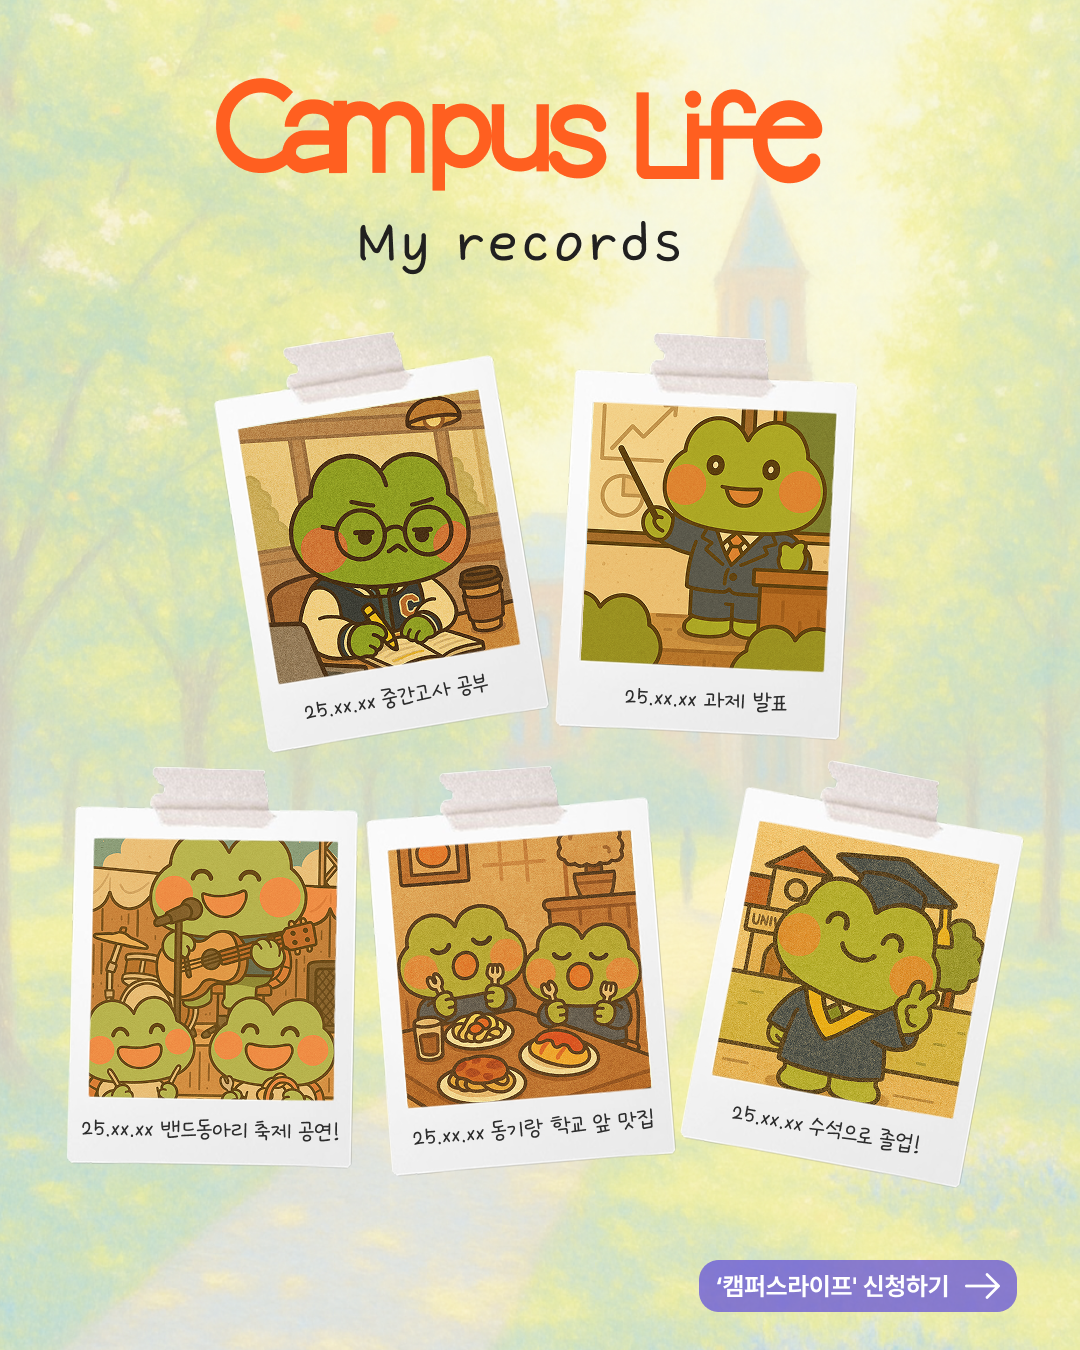 Campus Life
My records
C
25.xx.xx 중간고사 공부
25.xx.xx 과제 발표
25.xx.xx 밴드동아리 축제 공연!
25.xx.xx 동기랑 학교 앞 맛집
UNIV
25.xx.xx 수석으로 졸업!
‘캠퍼스라이프' 신청하기